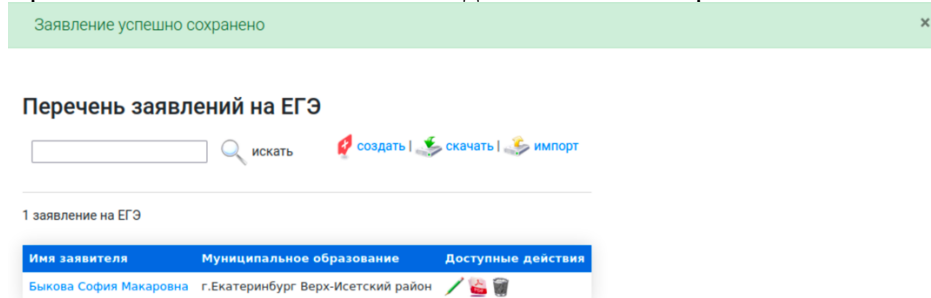 Заявление успешно сохранено ×
Перечень заявлений на ЕГЭ
искать создать | скачать | импорт
1 заявление на ЕГЭ
Имя заявителя Муниципальное образование Доступные действия
Быкова София Макаровна г.Екатеринбург Верх-Исетский район